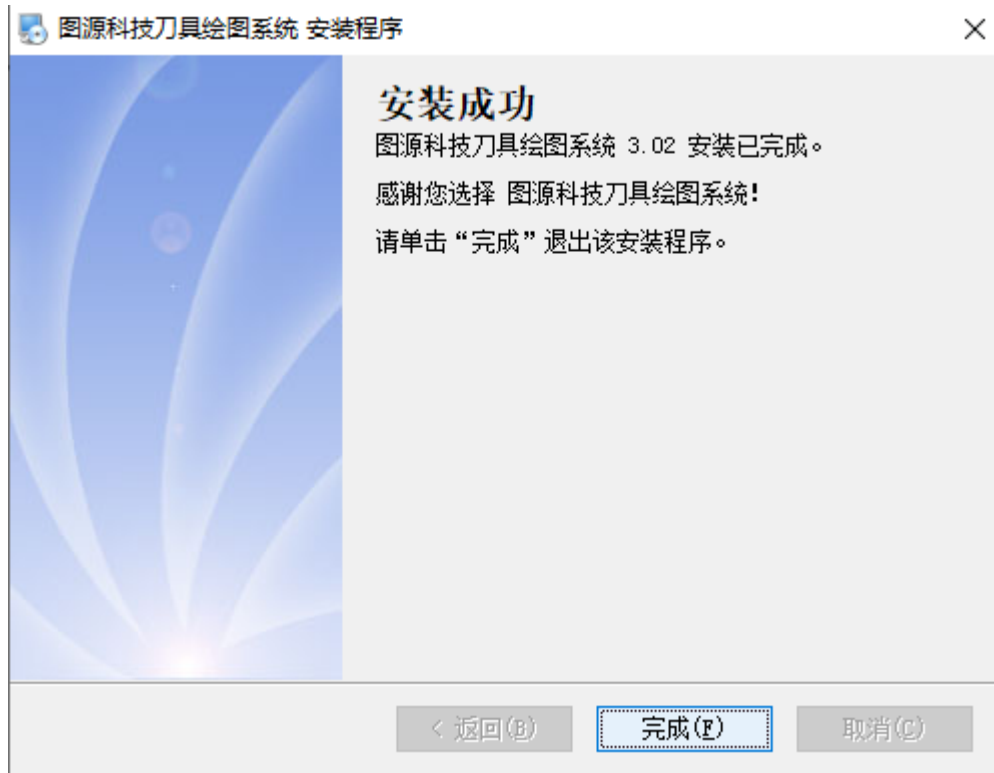 图源科技刀具绘图系统 安装程序
安装成功
图源科技刀具绘图系统 3.02 安装已完成。
感谢您选择 图源科技刀具绘图系统!
请单击“完成”退出该安装程序。
< 返回(B)
完成(F)
取消(C)